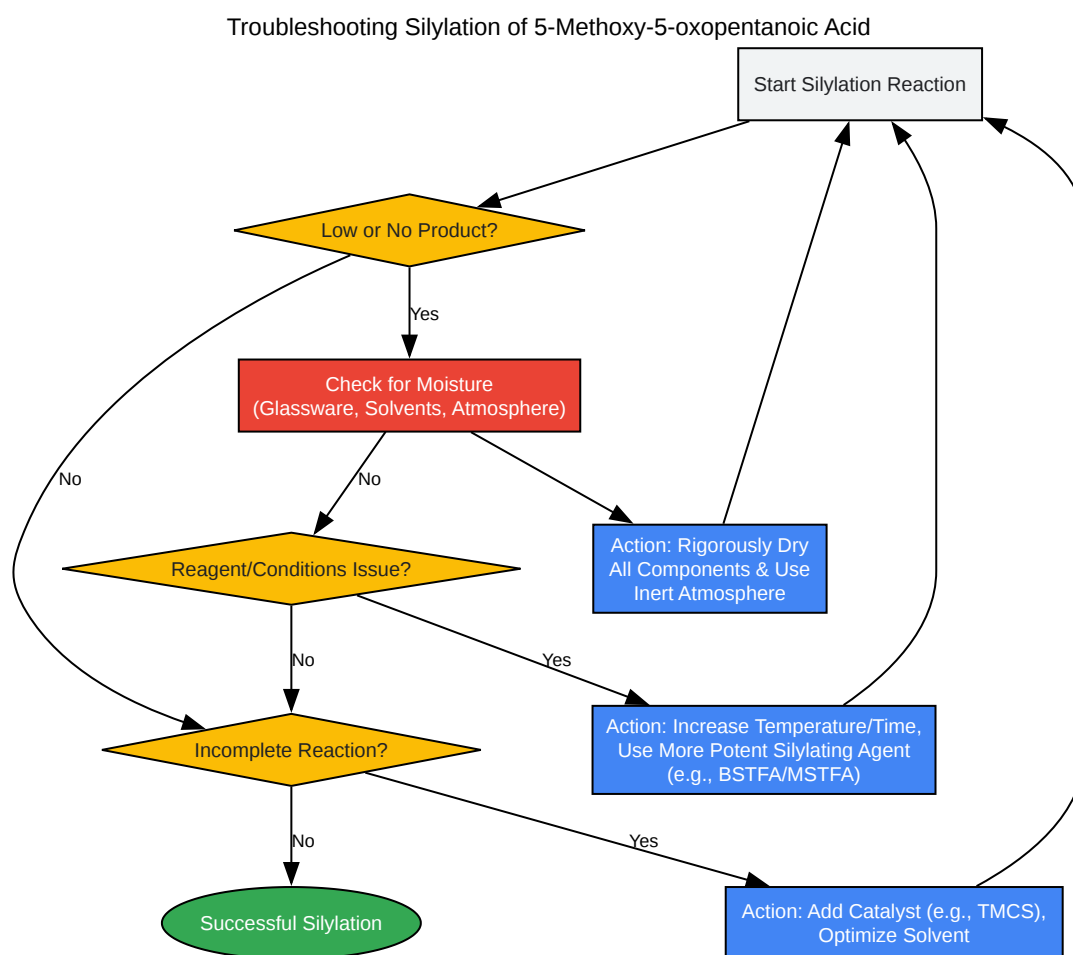 Troubleshooting Silylation of 5-Methoxy-5-oxopentanoic Acid
Start Silylation Reaction
Low or No Product?
Yes
Check for Moisture
(Glassware, Solvents, Atmosphere)
No
No
Action: Rigorously Dry
All Components & Use
Inert Atmosphere
Reagent/Conditions Issue?
No
Yes
Action: Increase Temperature/Time,
Use More Potent Silylating Agent
(e.g., BSTFA/MSTFA)
Incomplete Reaction?
No
Yes
Successful Silylation
Action: Add Catalyst (e.g., TMCS),
Optimize Solvent